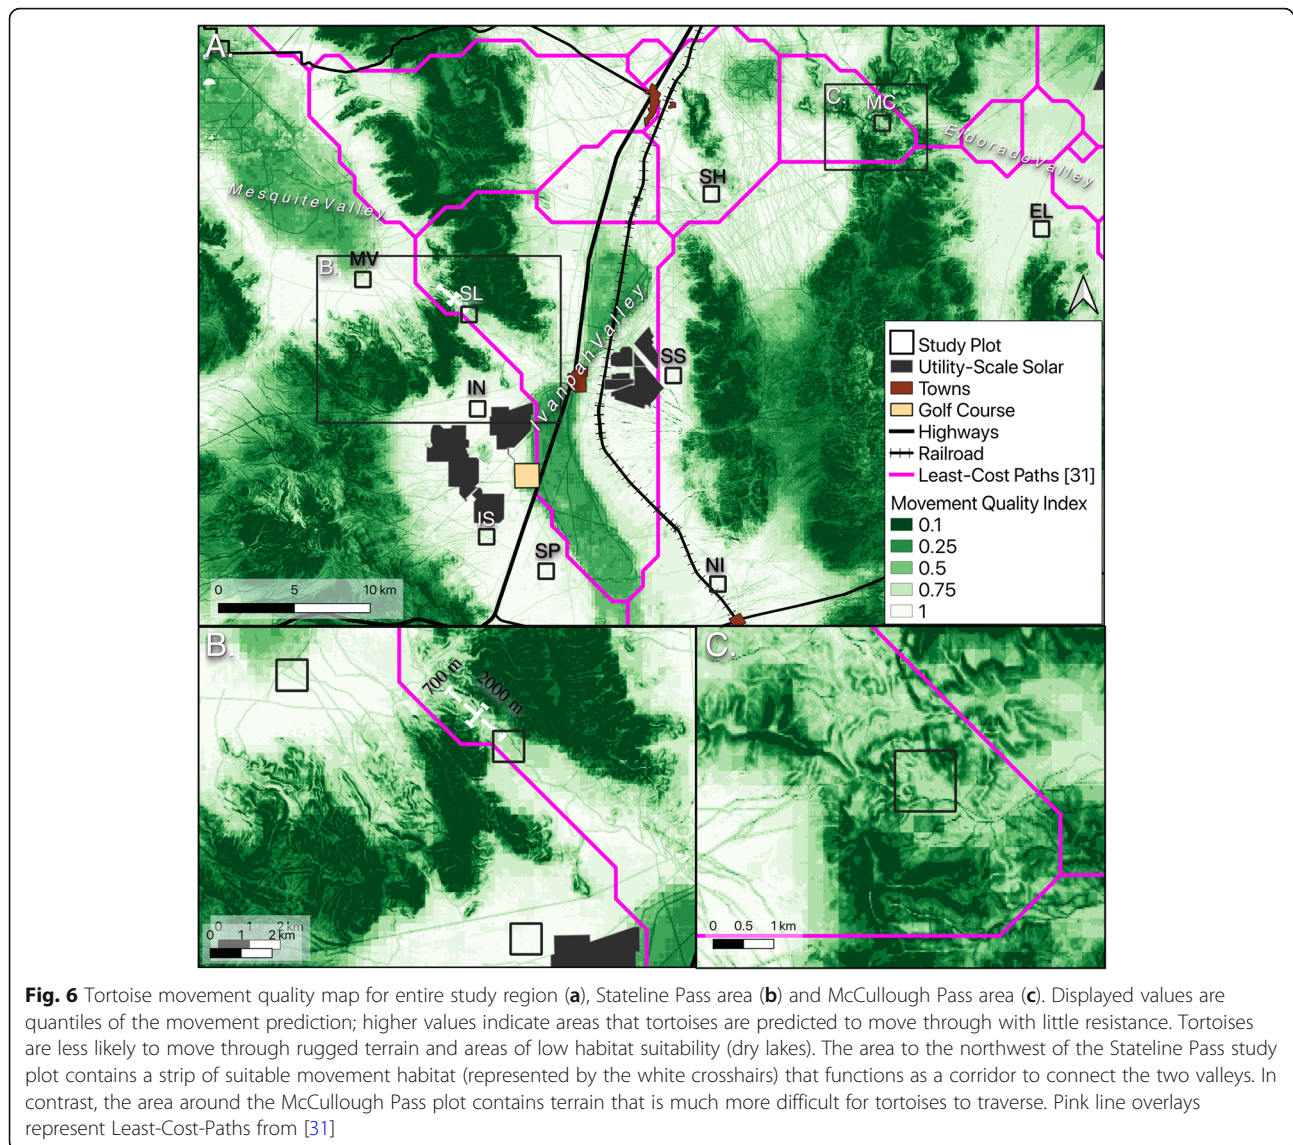 A.
C.
MC
Eldorado Valley
Mesquite Valley
SH
EL
MV
B.
SL
Ivanpah Valley
SS
IN
IS
SP
NI
0 5 10 km
Study Plot
Utility-Scale Solar
Towns
Golf Course
Highways
Railroad
Least-Cost Paths [31]
Movement Quality Index
0.1
0.25
0.5
0.75
1
B.
700 m
2000 m
0 1 2 km
0 1 2 km
C.
0 0.5 1 km
Fig. 6 Tortoise movement quality map for entire study region (a), Stateline Pass area (b) and McCullough Pass area (c). Displayed values are
quantiles of the movement prediction; higher values indicate areas that tortoises are predicted to move through with little resistance. Tortoises
are less likely to move through rugged terrain and areas of low habitat suitability (dry lakes). The area to the northwest of the Stateline Pass study
plot contains a strip of suitable movement habitat (represented by the white crosshairs) that functions as a corridor to connect the two valleys. In
contrast, the area around the McCullough Pass plot contains terrain that is much more difficult for tortoises to traverse. Pink line overlays
represent Least-Cost-Paths from [31]